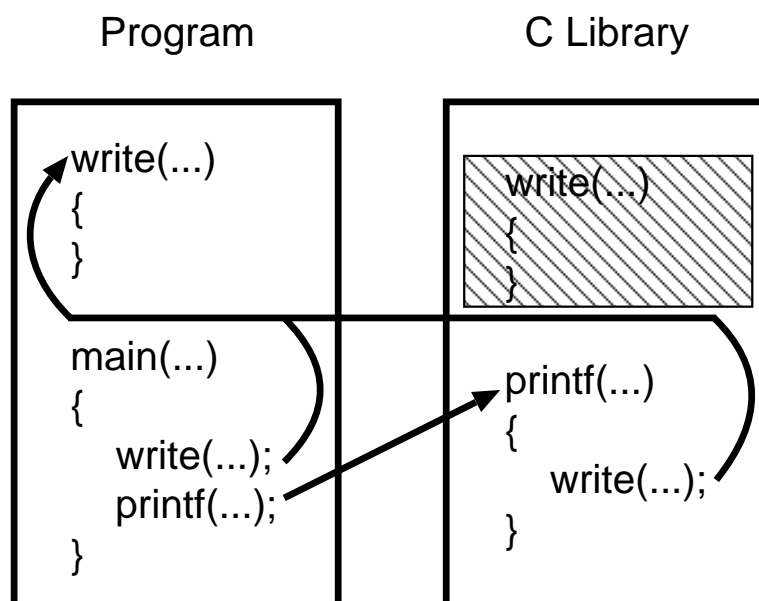 Program
write(...)
{
}
main(...)
{
write(...);
printf(...);
}
C Library
write(...)
{
}
printf(...)
{
write(...);
}